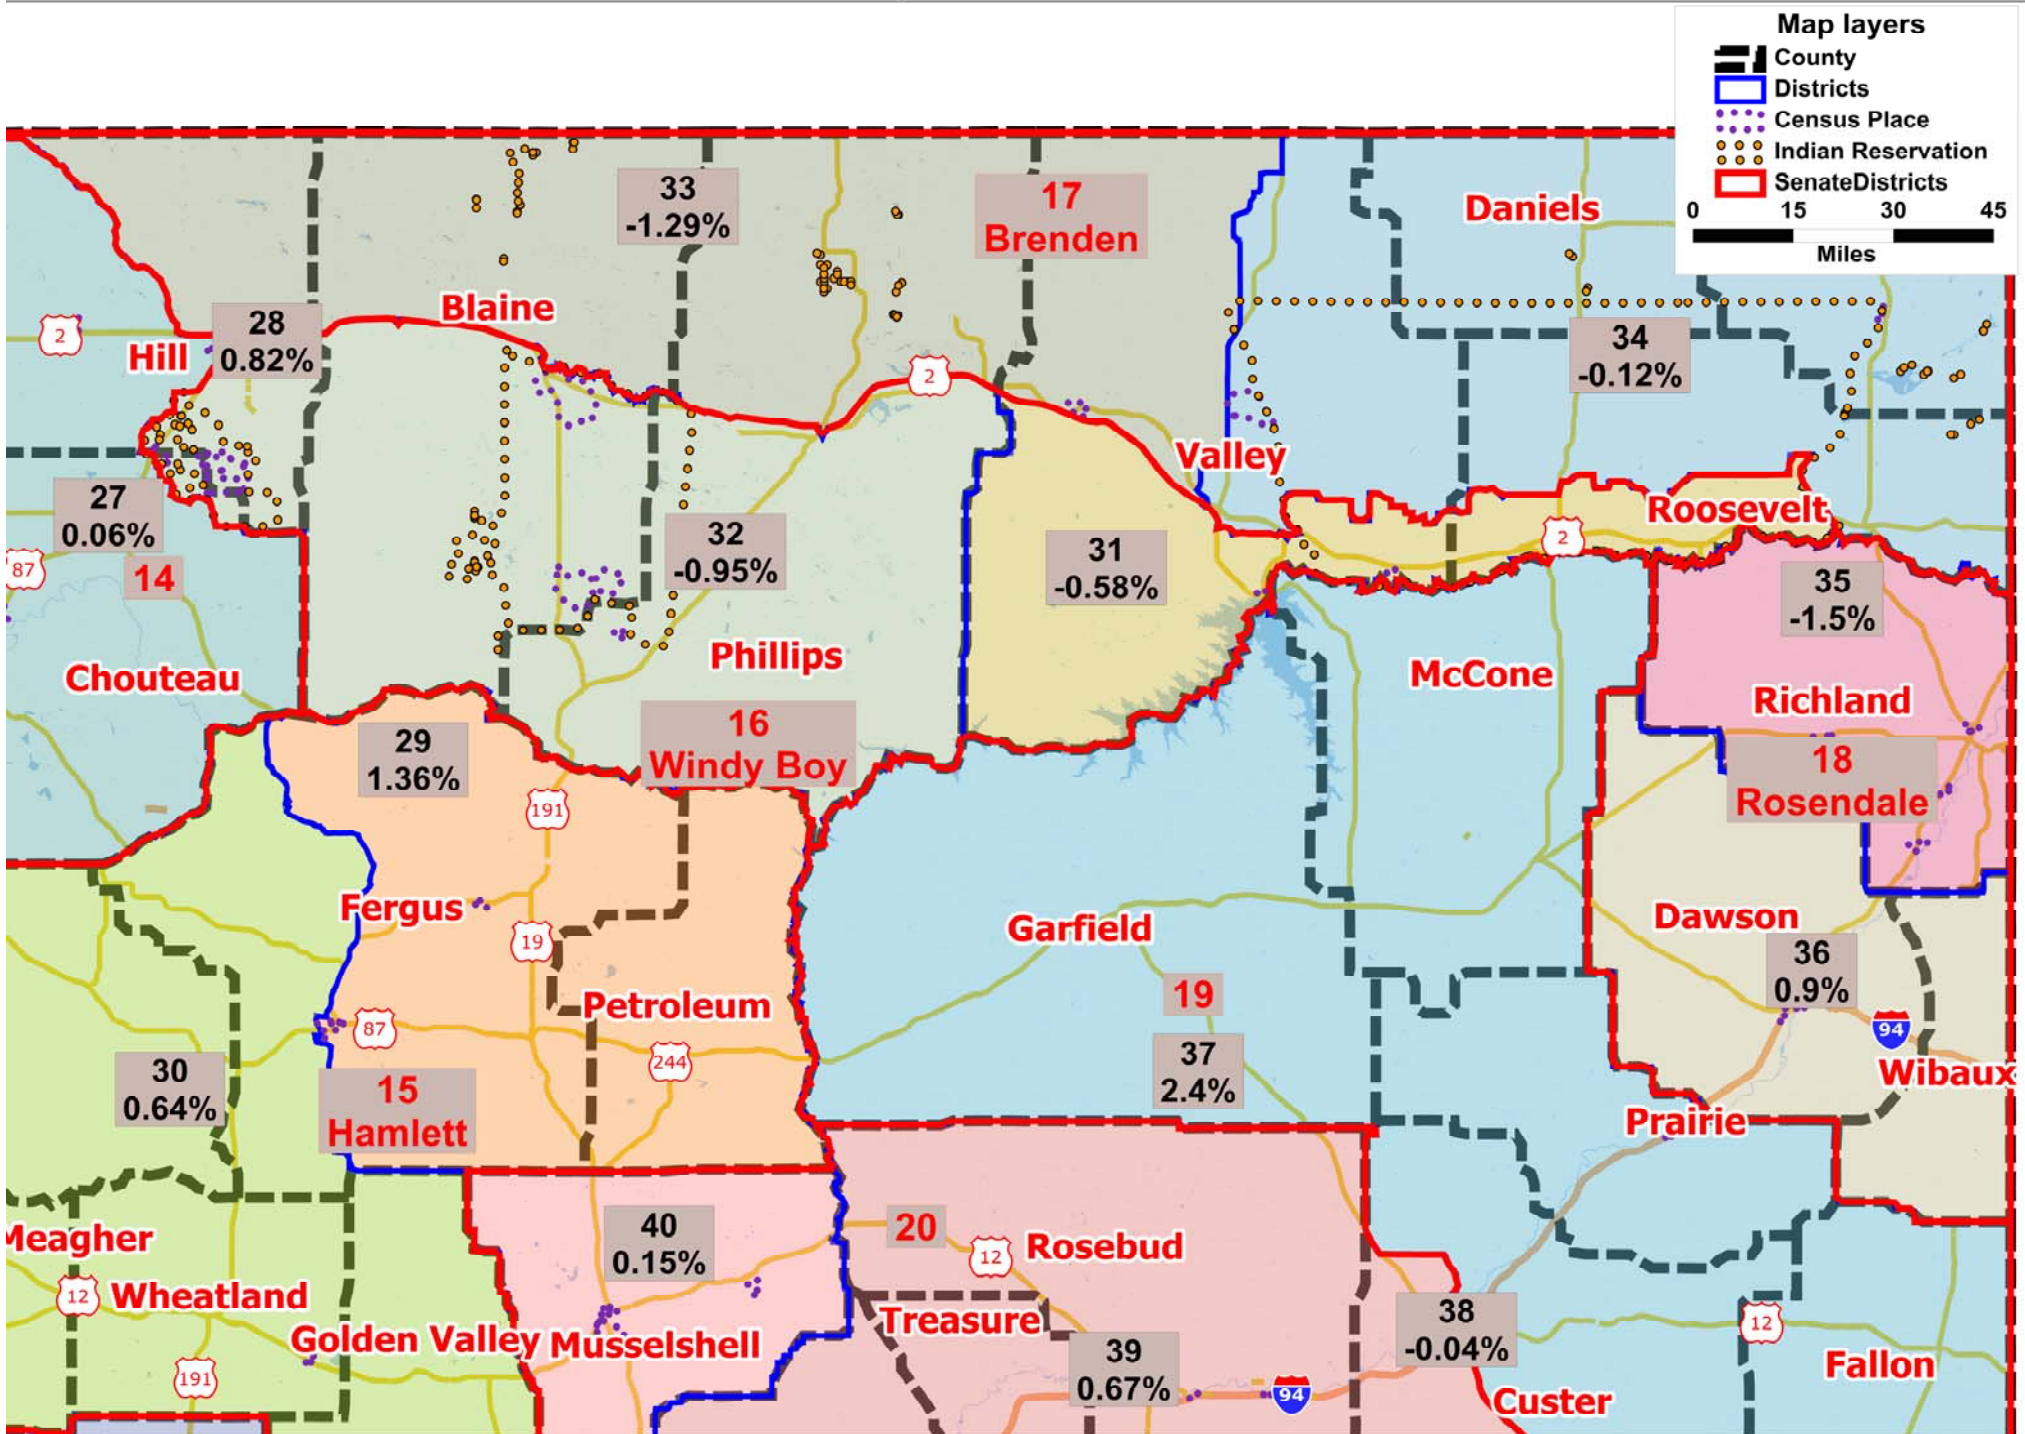 Map layers
County
Districts
Census Place
Indian Reservation
SenateDistricts
0 15 30 45
Miles
33
-1.29%
17
Brenden
Daniels
28
0.82%
Blaine
2
Hill
34
-0.12%
2
Valley
27
0.06%
87
14
32
-0.95%
31
-0.58%
Roosevelt
2
35
-1.5%
Chouteau
Phillips
McCone
Richland
29
1.36%
16
Windy Boy
18
Rosendale
191
Fergus
19
Garfield
Dawson
36
0.9%
Petroleum
87
244
19
37
2.4%
94
Wibaux
30
0.64%
15
Hamlett
Prairie
Meagher
40
0.15%
20
12
Rosebud
12
Wheatland
Golden Valley
Musselshell
Treasure
38
-0.04%
12
191
39
0.67%
94
Fallon
Custer